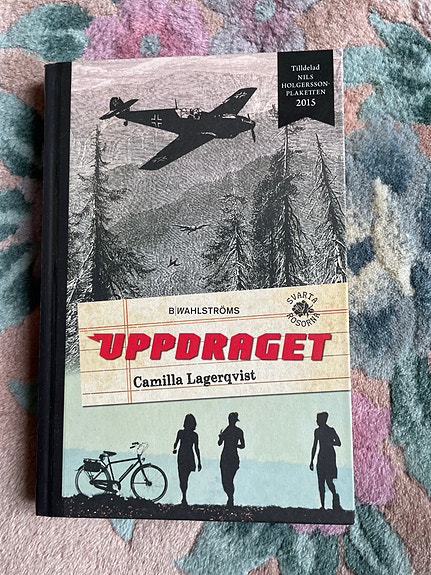 Tilldelad
NILS
HOLGERSSON-
PLAKETTEN
2015
B|WAHLSTRÖMS
SVARTA
ROSORNA
UPPDRAGET
Camilla Lagerqvist